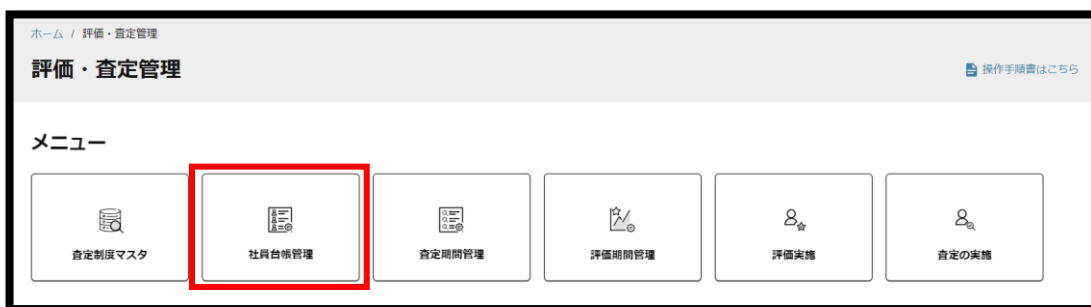 ホーム / 評価・査定管理
評価・査定管理
操作手順書はこちら
メニュー
査定制度マスタ
社員台帳管理
査定期間管理
評価期間管理
評価実施
査定の実施